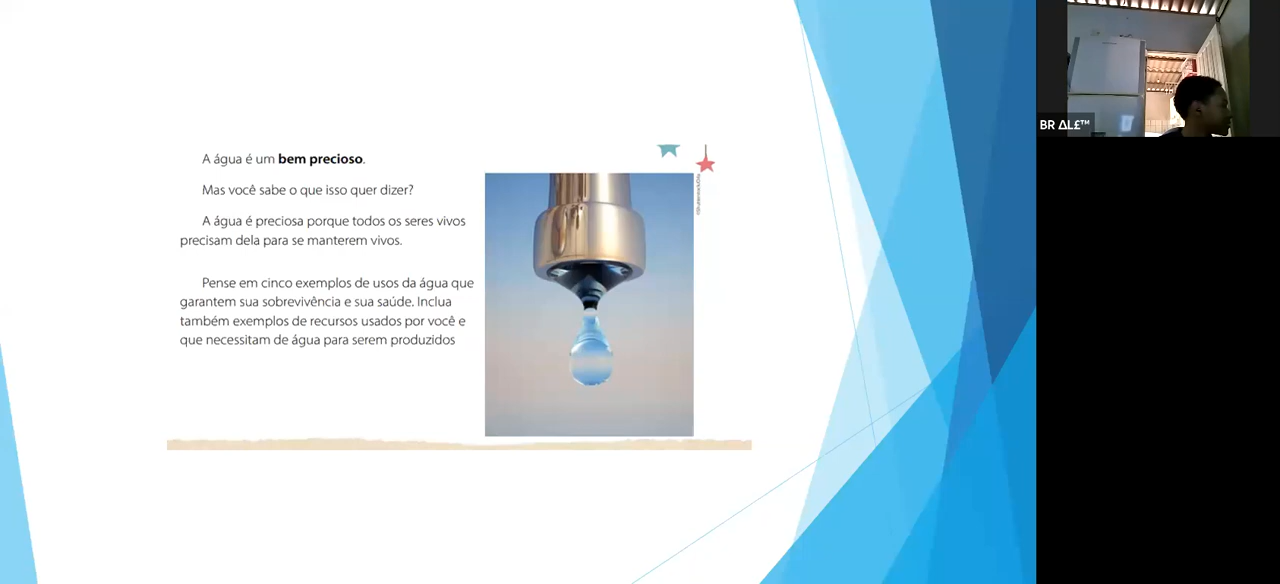 A água é um bem precioso.
Mas você sabe o que isso quer dizer?
A água é preciosa porque todos os seres vivos
precisam dela para se manterem vivos.
Pense em cinco exemplos de usos da água que
garantem sua sobrevivência e sua saúde. Inclua
também exemplos de recursos usados por você e
que necessitam de água para serem produzidos
BR ΔL£™